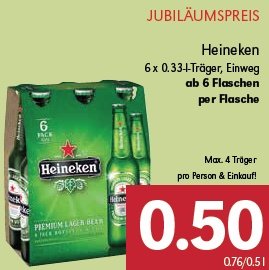 JUBILÄUMSPREIS
Heineken
6 x 0.33-l-Träger, Einweg
ab 6 Flaschen
per Flasche
Max. 4 Träger
pro Person & Einkauf!
0.50
0.76/0.5 l
6
PACK
Heineken
PREMIUM LAGER BEER